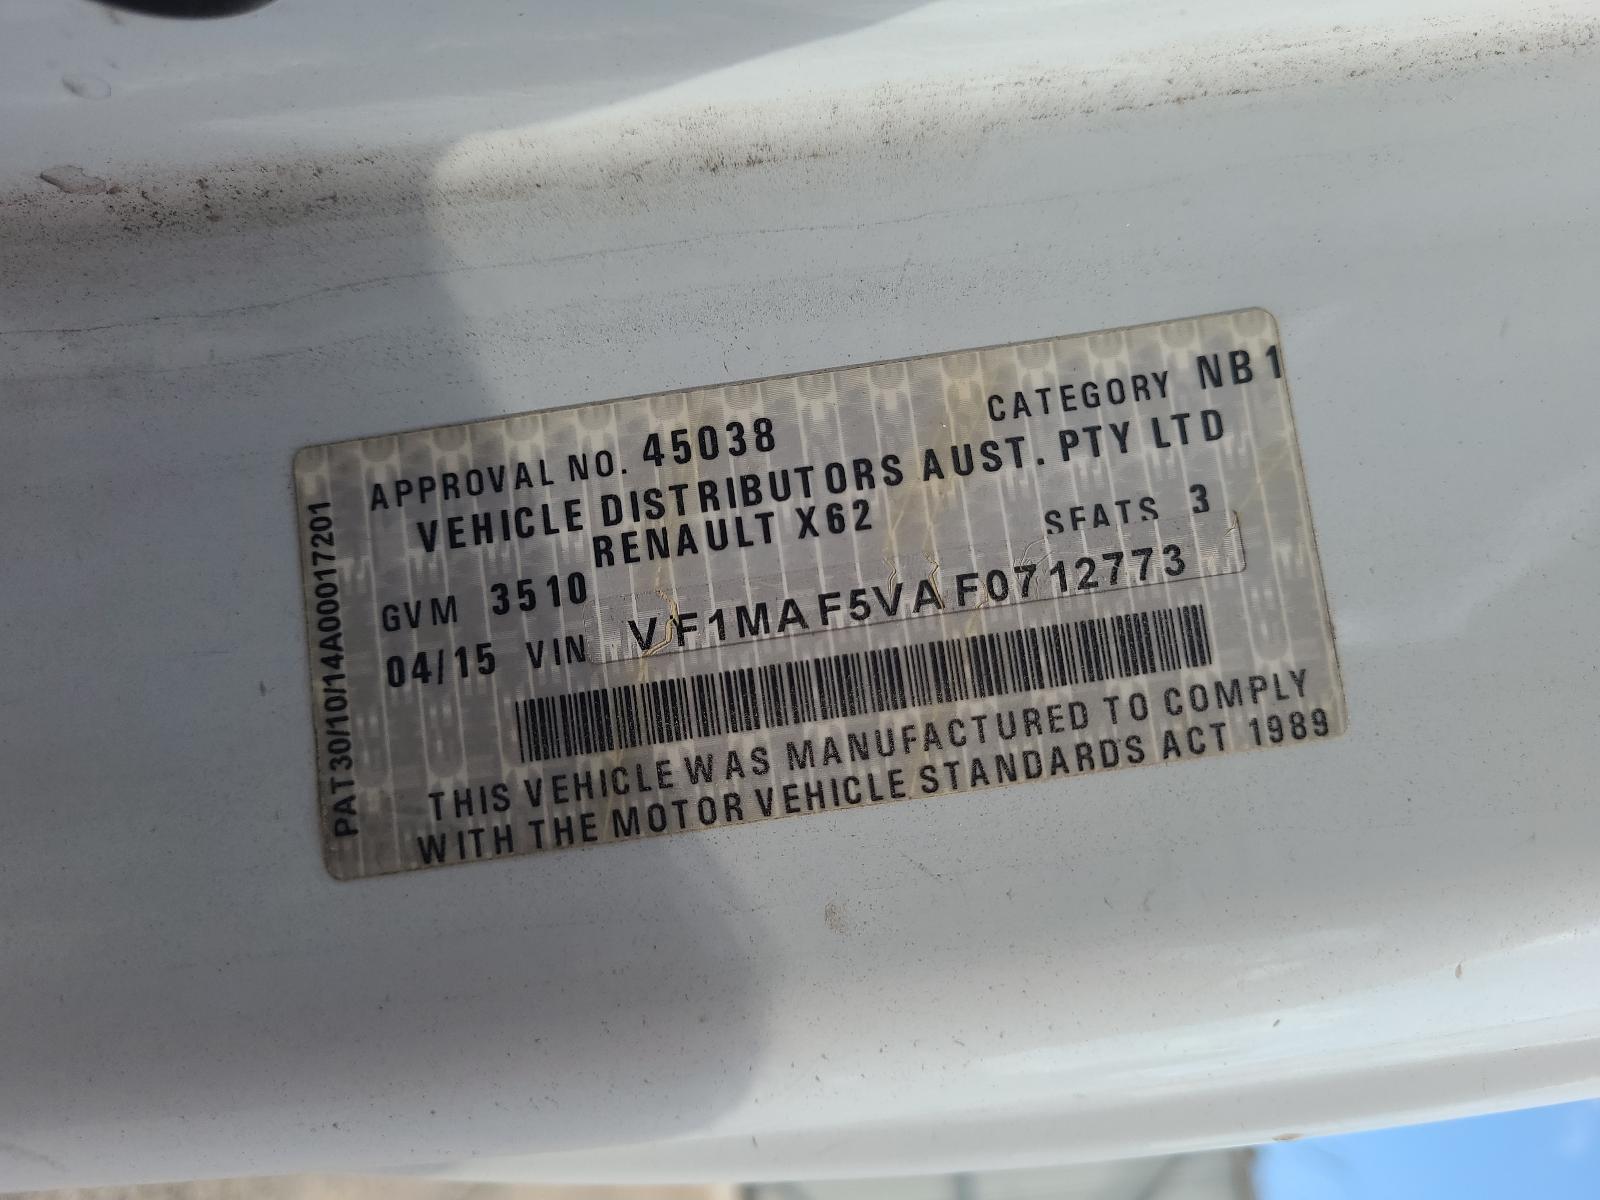 APPROVAL NO. 45038 CATEGORY NB1
VEHICLE DISTRIBUTORS AUST. PTY LTD
RENAULT X62
GVM 3510 SEATS 3
04/15 VIN VF1MAF5VAF0712773
THIS VEHICLE WAS MANUFACTURED TO COMPLY
WITH THE MOTOR VEHICLE STANDARDS ACT 1989
PAT30/10/14A00017201